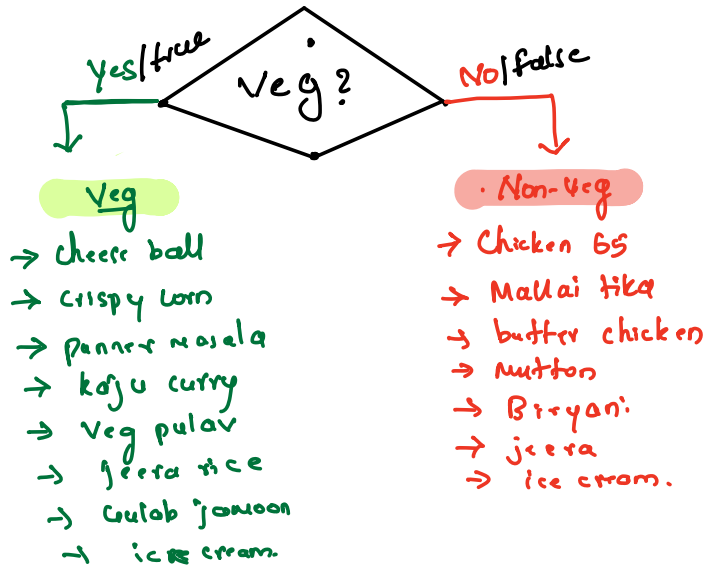 Yes/true
Veg?
No/false
Veg
→ cheese ball
→ crispy corn
→ panner masala
→ kaju curry
→ Veg pulav
→ jeera rice
→ Gulab jamoon
→ ice cream.
Non-veg
→ Chicken 65
→ Mallai tika
→ butter chicken
→ Mutton
→ Biryani.
→ jeera
→ ice cream.